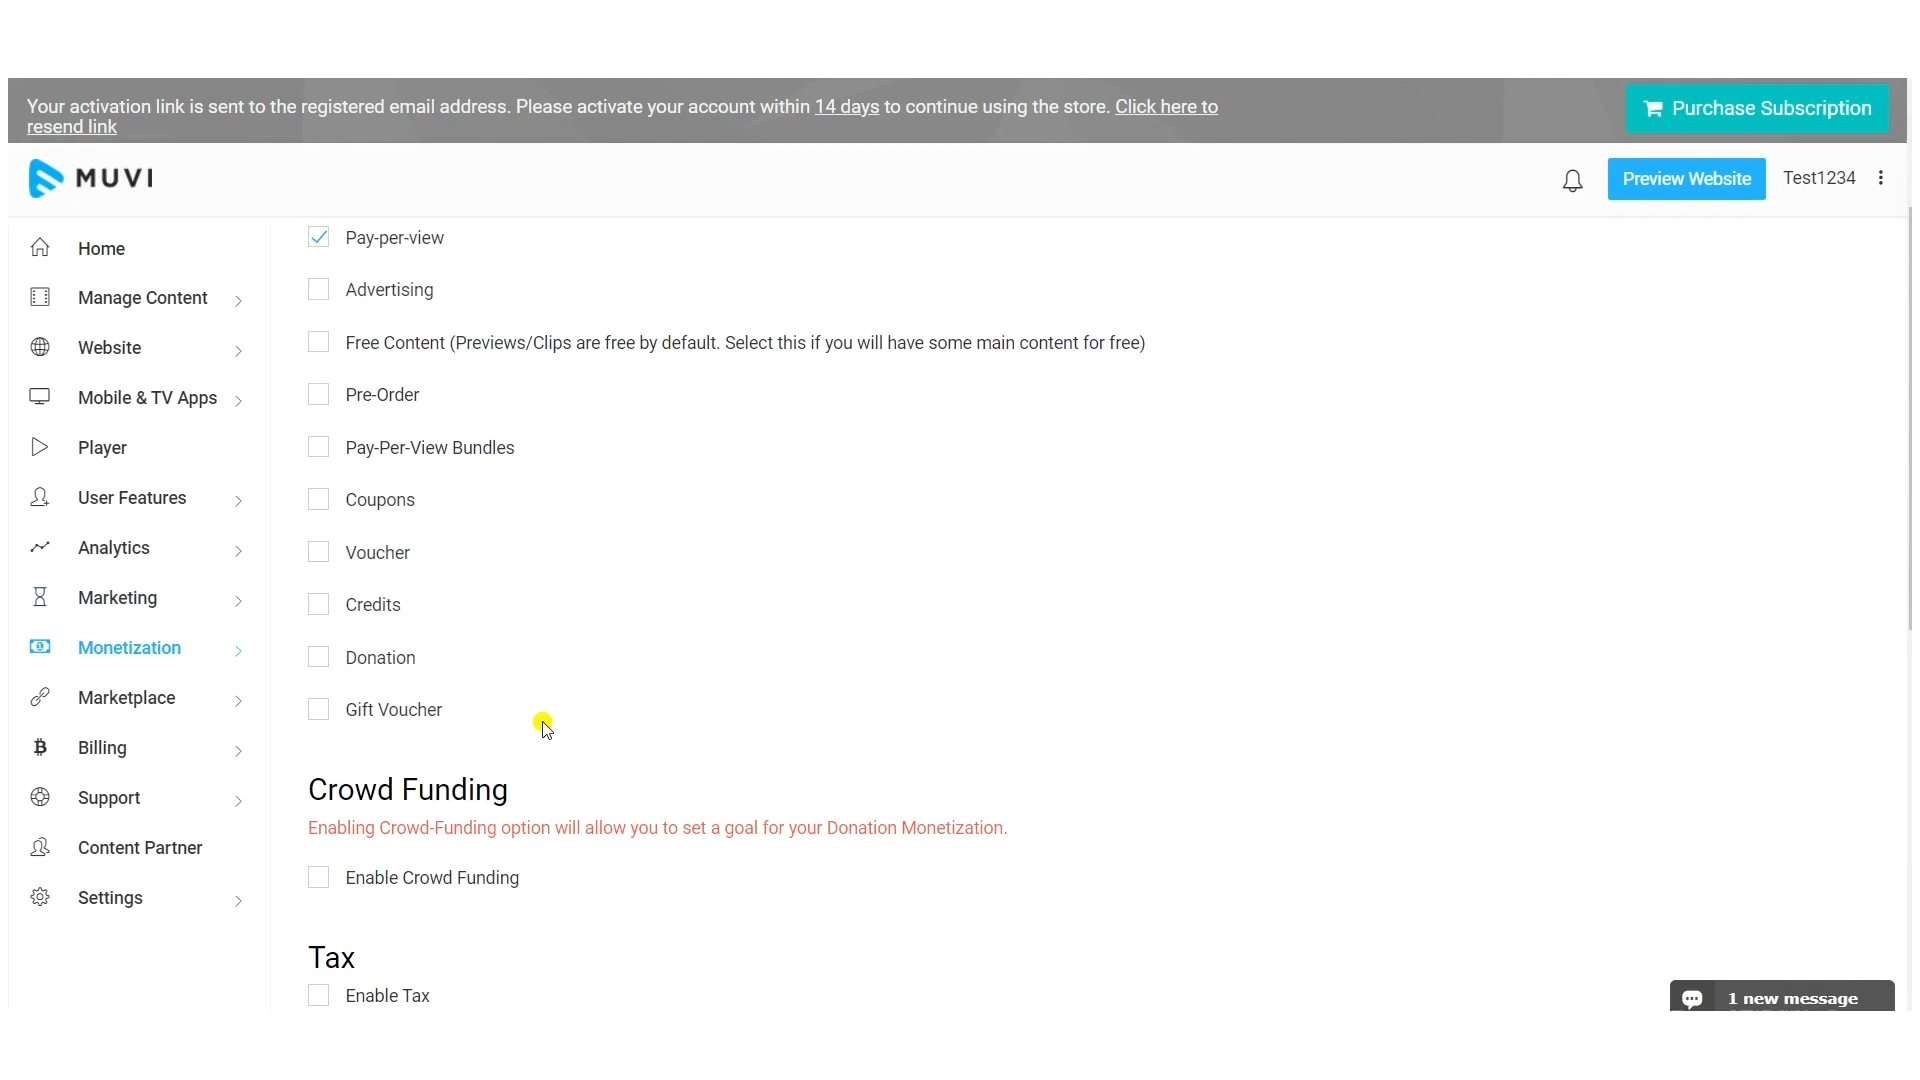 Your activation link is sent to the registered email address. Please activate your account within 14 days to continue using the store. Click here to
resend link
Purchase Subscription
MUVI
Preview Website
Test1234
Home
Manage Content
Website
Mobile & TV Apps
Player
User Features
Analytics
Marketing
Monetization
Marketplace
Billing
Support
Content Partner
Settings
Pay-per-view
Advertising
Free Content (Previews/Clips are free by default. Select this if you will have some main content for free)
Pre-Order
Pay-Per-View Bundles
Coupons
Voucher
Credits
Donation
Gift Voucher
Crowd Funding
Enabling Crowd-Funding option will allow you to set a goal for your Donation Monetization.
Enable Crowd Funding
Tax
Enable Tax
1 new message